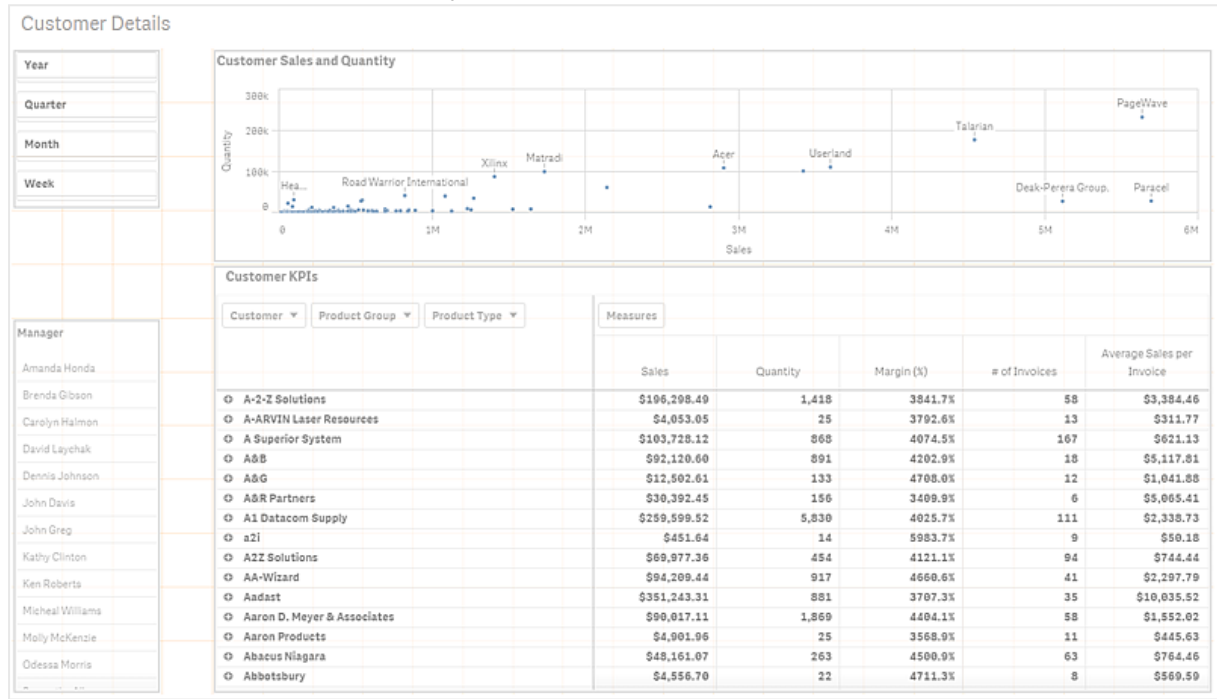 Customer Details
Year
Quarter
Month
Week
Manager
Amanda Honda
Brenda Gibson
Carolyn Halmon
David Laychak
Dennis Johnson
John Davis
John Greg
Kathy Clinton
Ken Roberts
Micheal Williams
Molly McKenzie
Odessa Morris
Customer Sales and Quantity
300k
200k
100k
0
Quantity
PageWave
Talarian
Acer
Userland
Xilinx
Matradi
Hea...
Road Warrior International
Deak-Perera Group.
Paracel
0 1M 2M 3M 4M 5M 6M
Sales
Customer KPIs
Customer Product Group Product Type Measures
Sales Quantity Margin (%) # of Invoices Average Sales per Invoice
A-2-Z Solutions $196,298.49 1,418 3841.7% 58 $3,384.46
A-ARVIN Laser Resources $4,053.05 25 3792.6% 13 $311.77
A Superior System $103,728.12 868 4074.5% 167 $621.13
A&B $92,120.60 891 4202.9% 18 $5,117.81
A&G $12,502.61 133 4708.0% 12 $1,041.88
A&R Partners $30,392.45 156 3409.9% 6 $5,065.41
A1 Datacom Supply $259,599.52 5,830 4025.7% 111 $2,338.73
a2i $451.64 14 5983.7% 9 $50.18
A2Z Solutions $69,977.36 454 4121.1% 94 $744.44
AA-Wizard $94,209.44 917 4660.6% 41 $2,297.79
Aadast $351,243.31 881 3707.3% 35 $10,035.52
Aaron D. Meyer & Associates $90,017.11 1,869 4404.1% 58 $1,552.02
Aaron Products $4,901.96 25 3568.9% 11 $445.63
Abacus Niagara $48,161.07 263 4500.9% 63 $764.46
Abbotsbury $4,556.70 22 4711.3% 8 $569.59